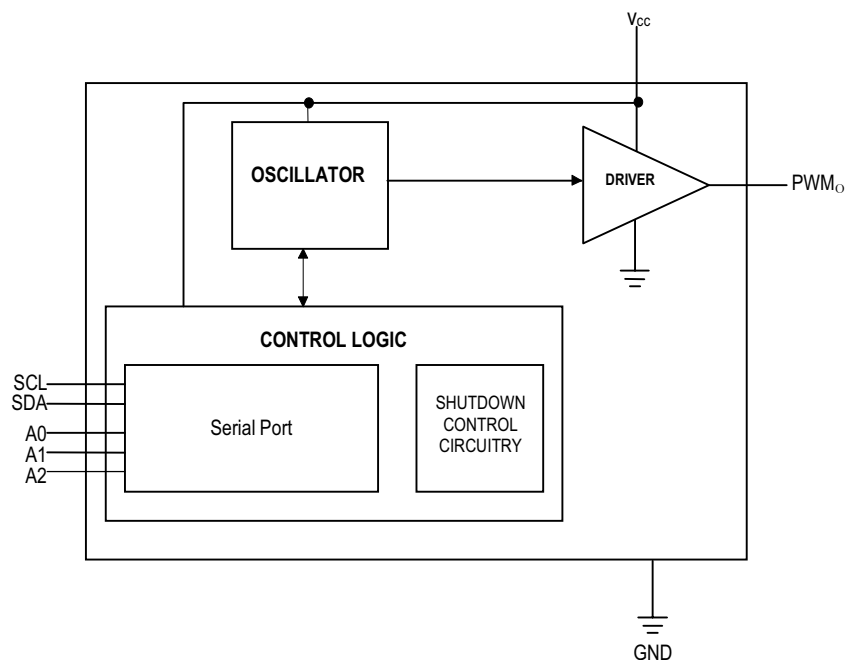 VCC
OSCILLATOR
DRIVER
PWMO
CONTROL LOGIC
SCL
SDA
A0
A1
A2
Serial Port
SHUTDOWN
CONTROL
CIRCUITRY
GND